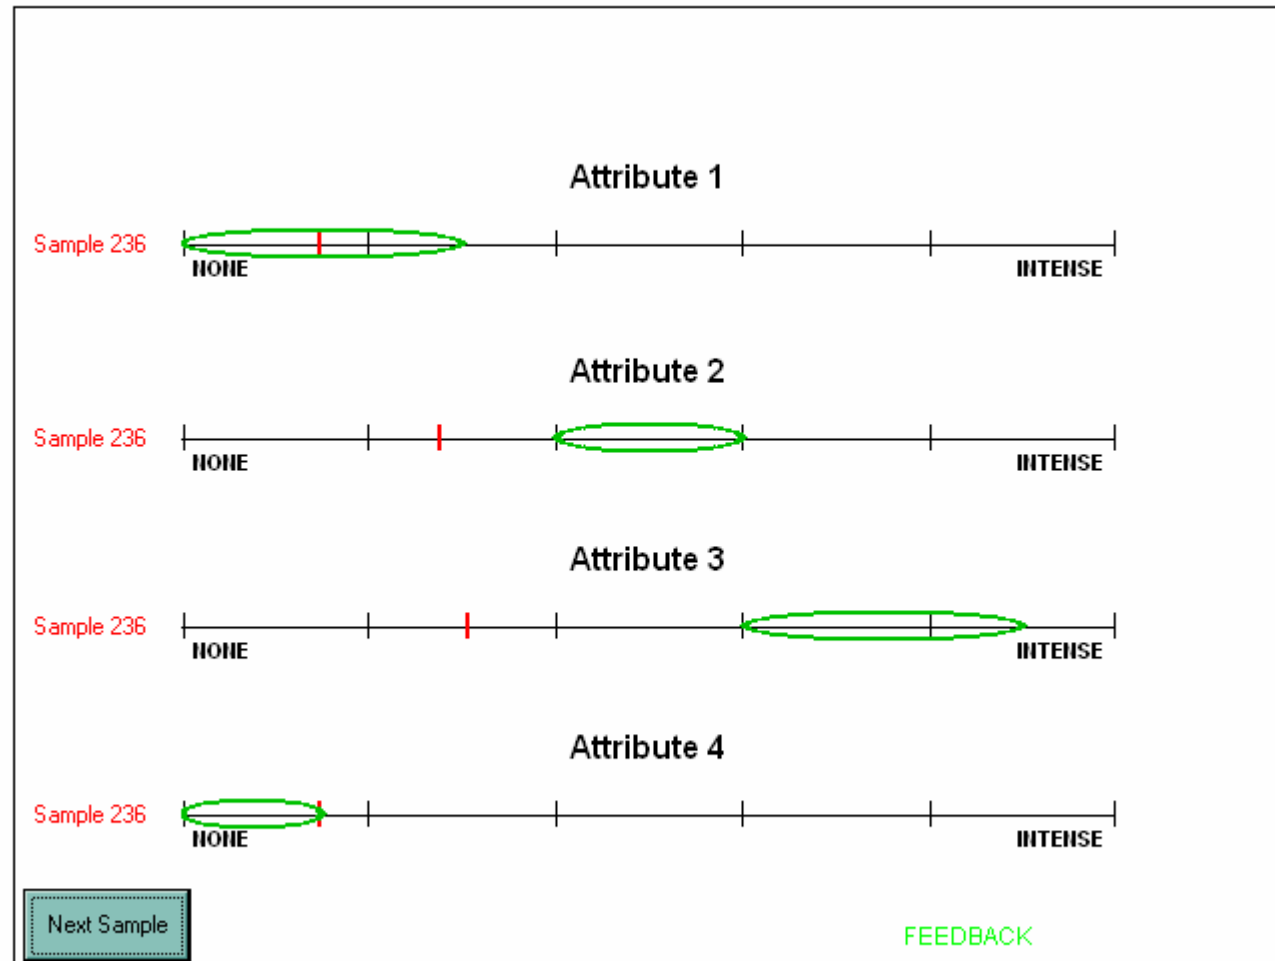 Attribute 1
Sample 236
NONE INTENSE
Attribute 2
Sample 236
NONE INTENSE
Attribute 3
Sample 236
NONE INTENSE
Attribute 4
Sample 236
NONE INTENSE
Next Sample
FEEDBACK